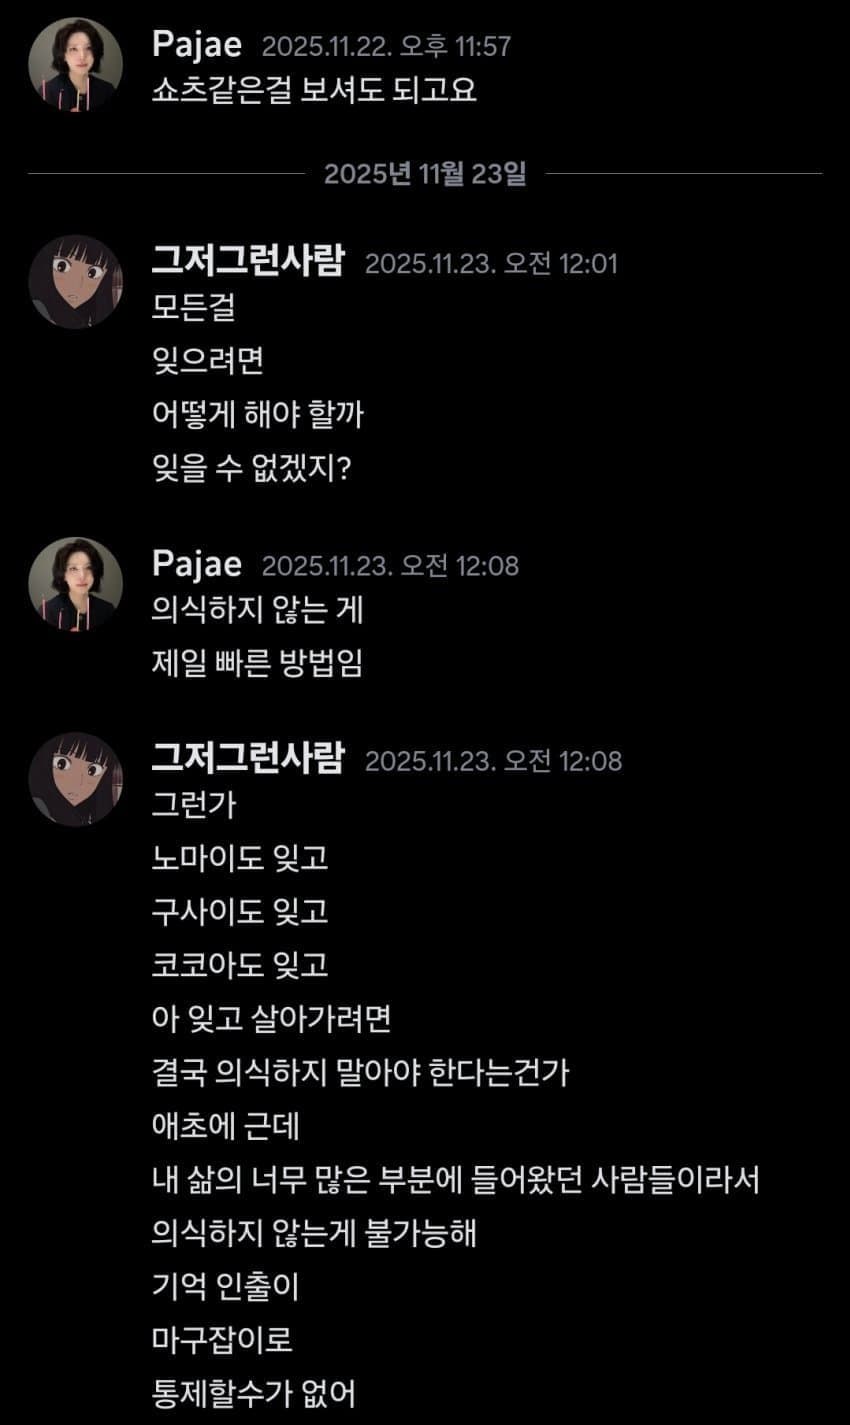 Pajae 2025.11.22. 오후 11:57
쇼츠같은걸 보셔도 되고요
2025년 11월 23일
그저그런사람 2025.11.23. 오전 12:01
모든걸
잊으려면
어떻게 해야 할까
잊을 수 없겠지?
Pajae 2025.11.23. 오전 12:08
의식하지 않는 게
제일 빠른 방법임
그저그런사람 2025.11.23. 오전 12:08
그런가
노마이도 잊고
구사이도 잊고
코코아도 잊고
아 잊고 살아가려면
결국 의식하지 말아야 한다는건가
애초에 근데
내 삶의 너무 많은 부분에 들어왔던 사람들이라서
의식하지 않는게 불가능해
기억 인출이
마구잡이로
통제할수가 없어